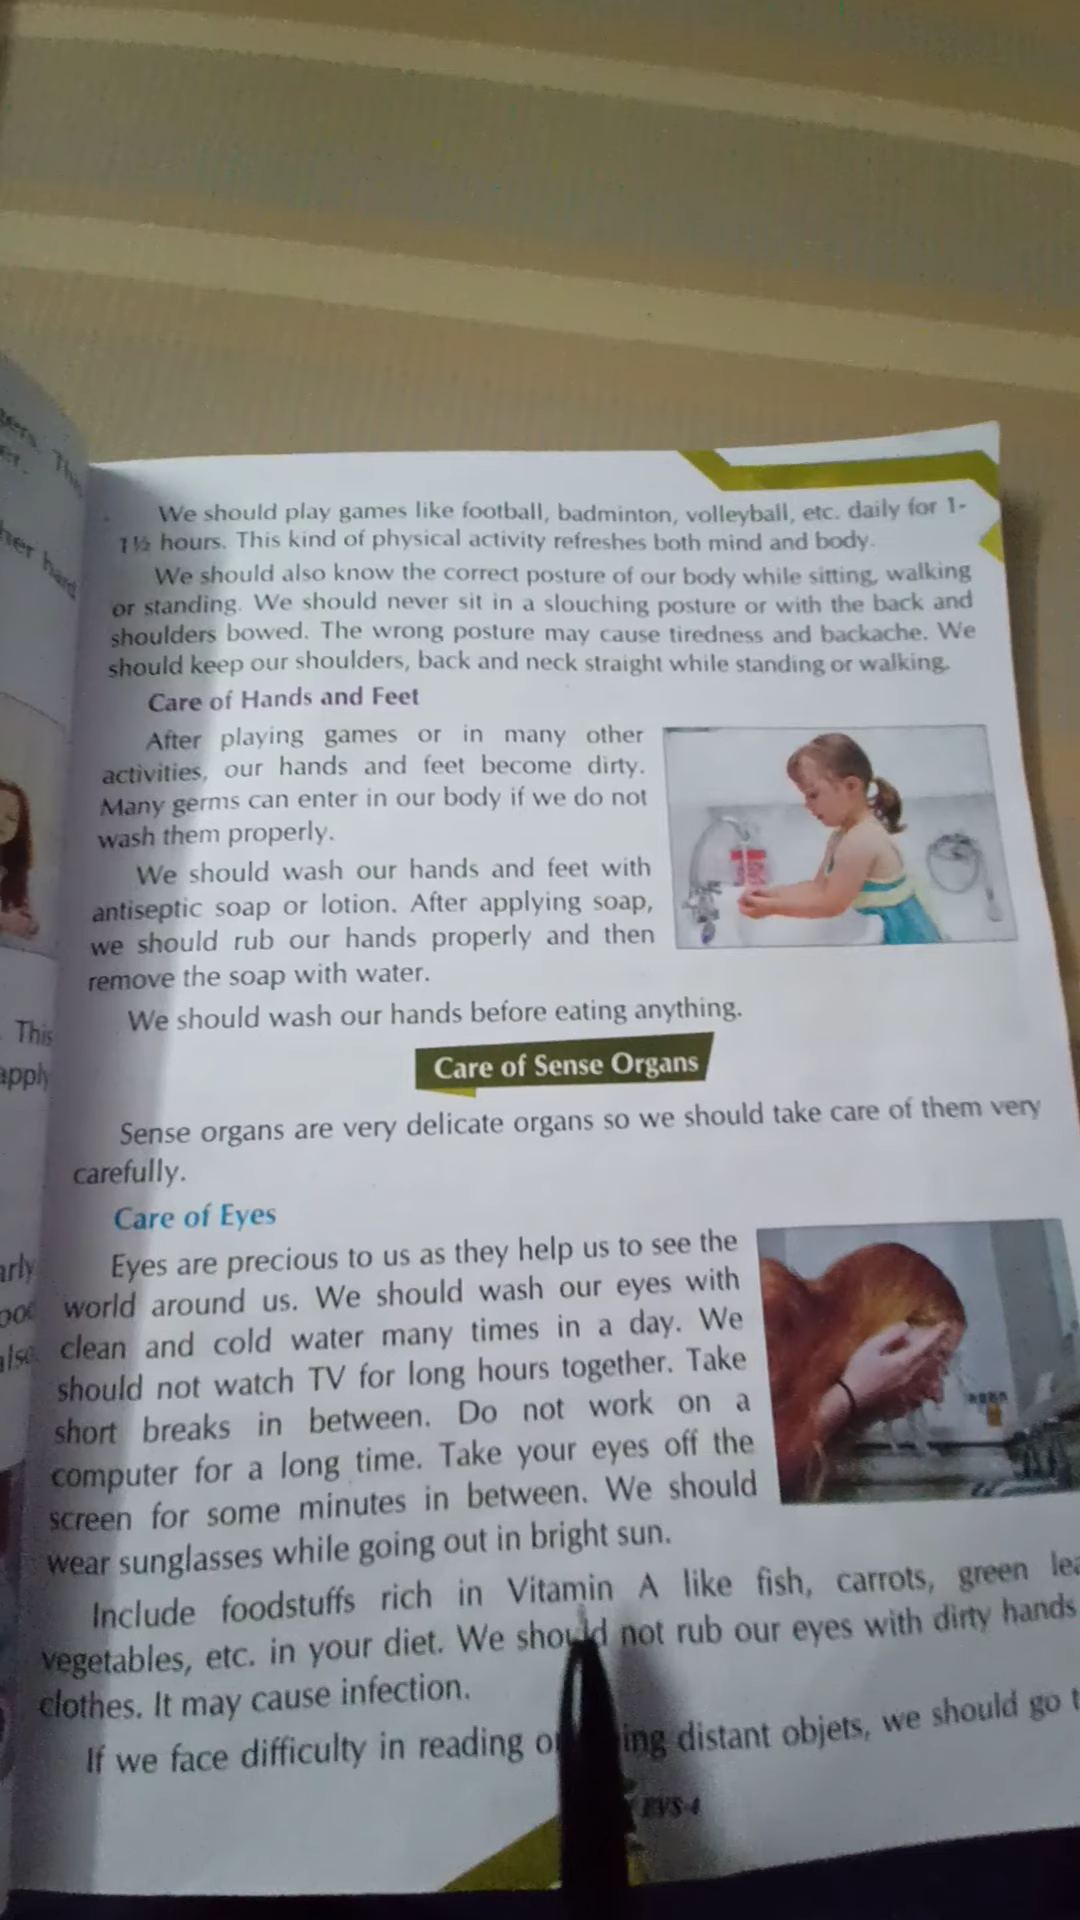 We should play games like football, badminton, volleyball, etc. daily for 1-
1½ hours. This kind of physical activity refreshes both mind and body.
We should also know the correct posture of our body while sitting, walking
or standing. We should never sit in a slouching posture or with the back and
shoulders bowed. The wrong posture may cause tiredness and backache. We
should keep our shoulders, back and neck straight while standing or walking.
Care of Hands and Feet
After playing games or in many other
activities, our hands and feet become dirty.
Many germs can enter in our body if we do not
wash them properly.
We should wash our hands and feet with
antiseptic soap or lotion. After applying soap,
we should rub our hands properly and then
remove the soap with water.
We should wash our hands before eating anything.
Care of Sense Organs
Sense organs are very delicate organs so we should take care of them very
carefully.
Care of Eyes
Eyes are precious to us as they help us to see the
world around us. We should wash our eyes with
clean and cold water many times in a day. We
should not watch TV for long hours together. Take
short breaks in between. Do not work on a
computer for a long time. Take your eyes off the
screen for some minutes in between. We should
wear sunglasses while going out in bright sun.
Include foodstuffs rich in Vitamin A like fish, carrots, green
vegetables, etc. in your diet. We should not rub our eyes with dirty hands
clothes. It may cause infection.
If we face difficulty in reading distant objets, we should go
EVS-4
This